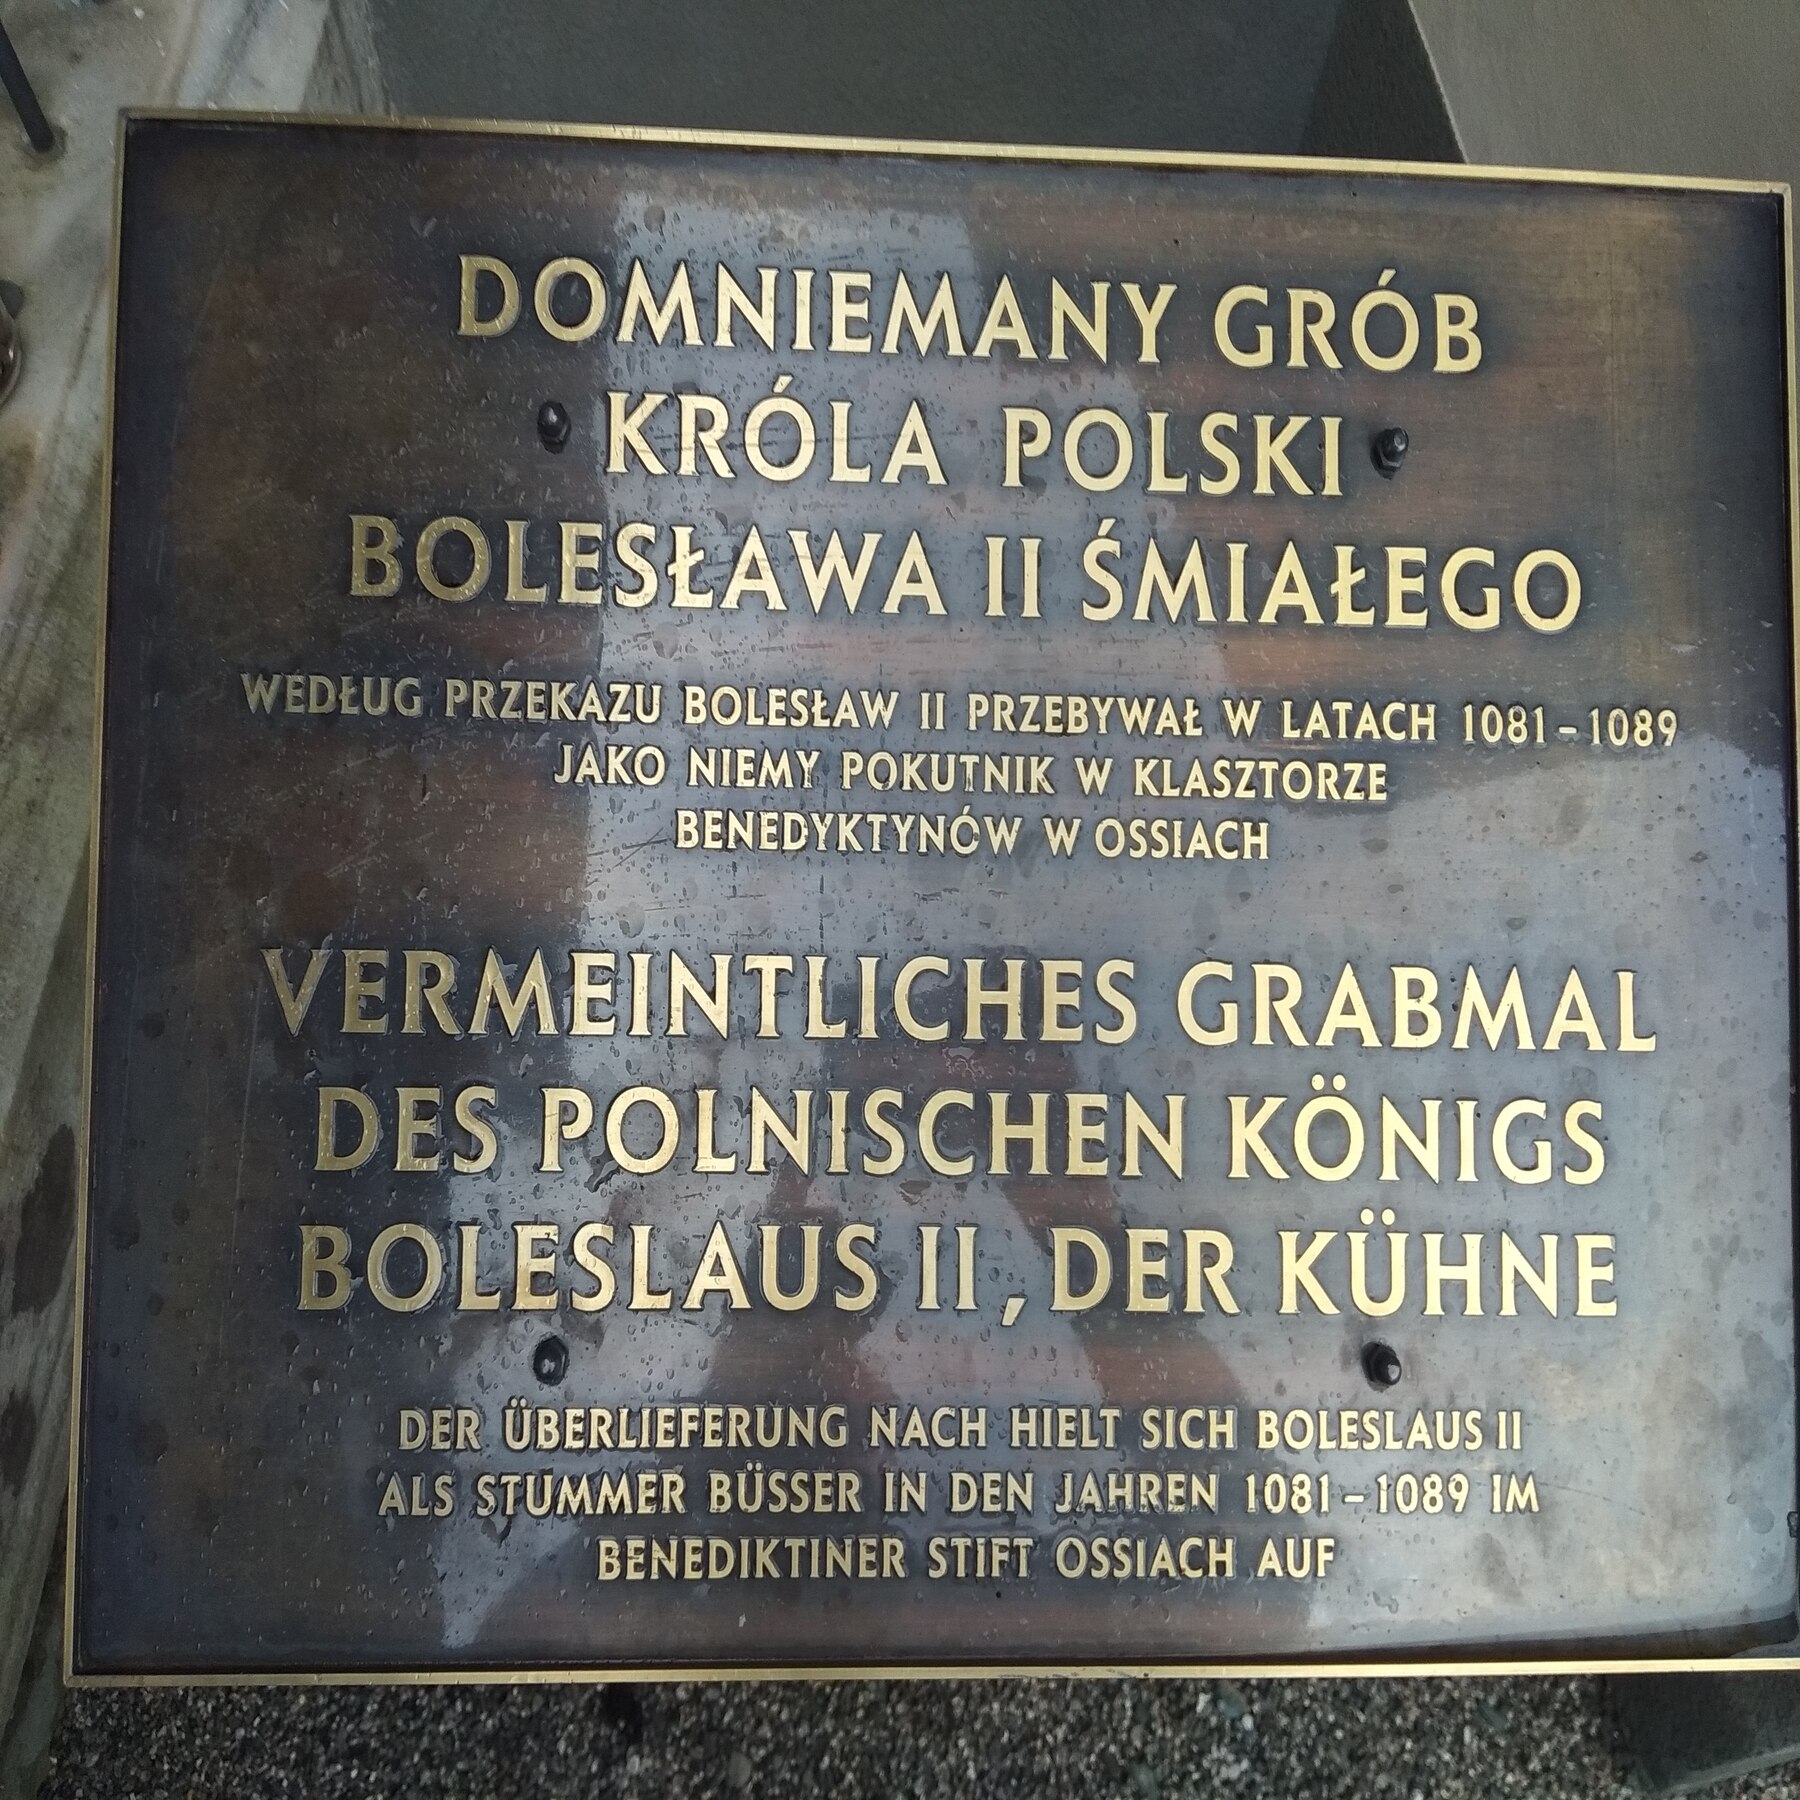 DOMNIEMANY GRÓB
KRÓLA POLSKI
BOLESŁAWA II ŚMIAŁEGO
WEDŁUG PRZEKAZU BOLESŁAW II PRZEBYWAŁ W LATACH 1081-1089
JAKO NIEMY POKUTNIK W KLASZTORZE
BENEDYKTYNÓW W OSSIACH
VERMEINTLICHES GRABMAL
DES POLNISCHEN KÖNIGS
BOLESLAUS II, DER KÜHNE
DER ÜBERLIEFERUNG NACH HIELT SICH BOLESLAUS II
ALS STUMMER BÜSSER IN DEN JAHREN 1081-1089 IM
BENEDIKTINER STIFT OSSIACH AUF